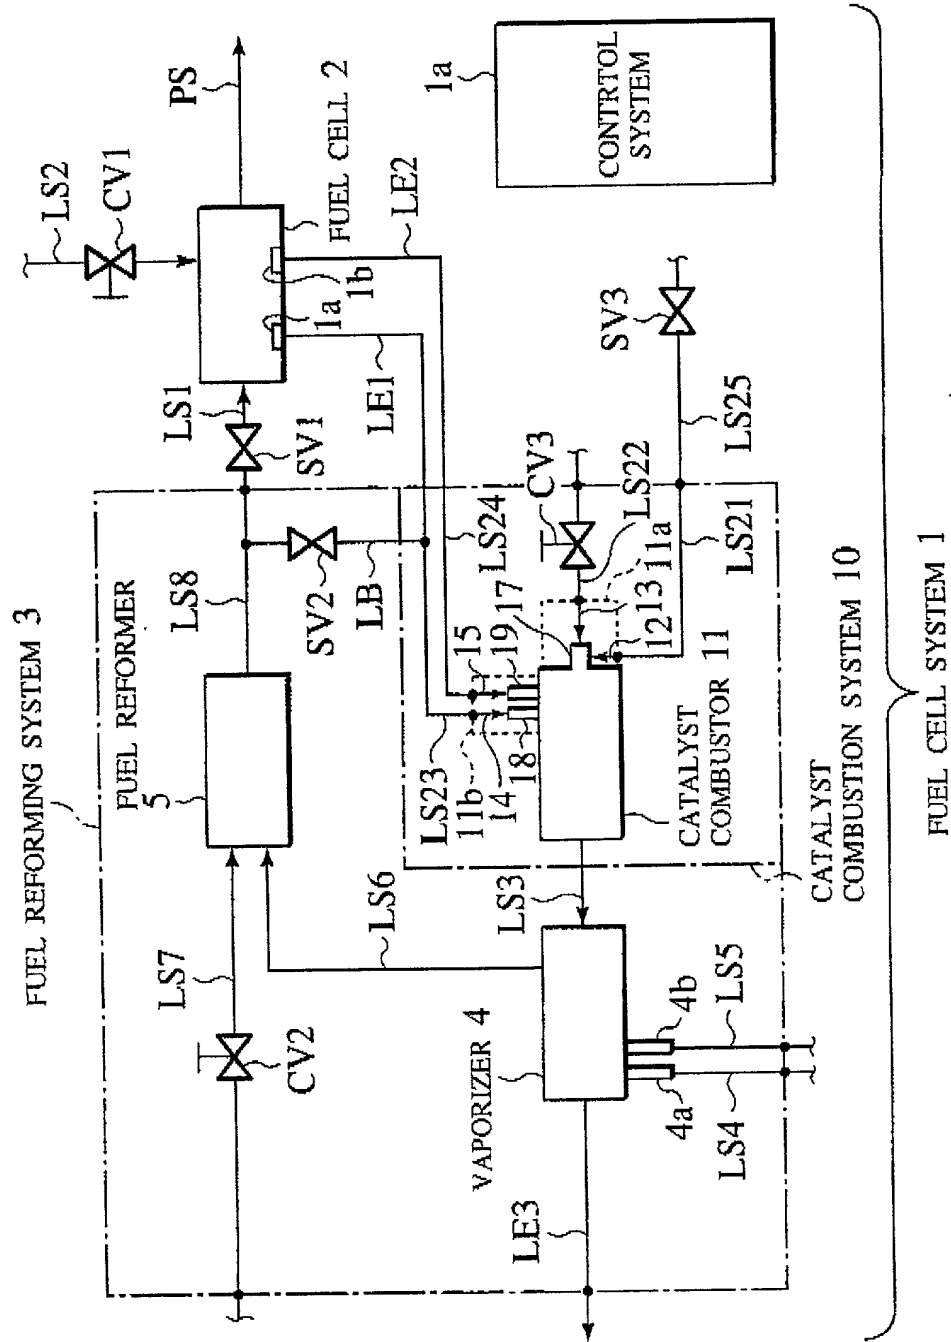 FUEL REFORMING SYSTEM 3
FUEL REFORMER
5
LS7
CV2
LS6
LS8
SV2
LB
LS1
SV1
LS2
CV1
PS
FUEL CELL 2
1a
1b
LE1
LE2
1a
CONTRTOL
SYSTEM
VAPORIZER 4
4a
4b
LS4
LS5
LE3
LS3
LS23
LS24
11b
14
15
18
19
17
CV3
LS22
11a
13
12
LS21
LS25
SV3
CATALYST
COMBUSTOR 11
CATALYST
COMBUSTION SYSTEM 10
FUEL CELL SYSTEM 1